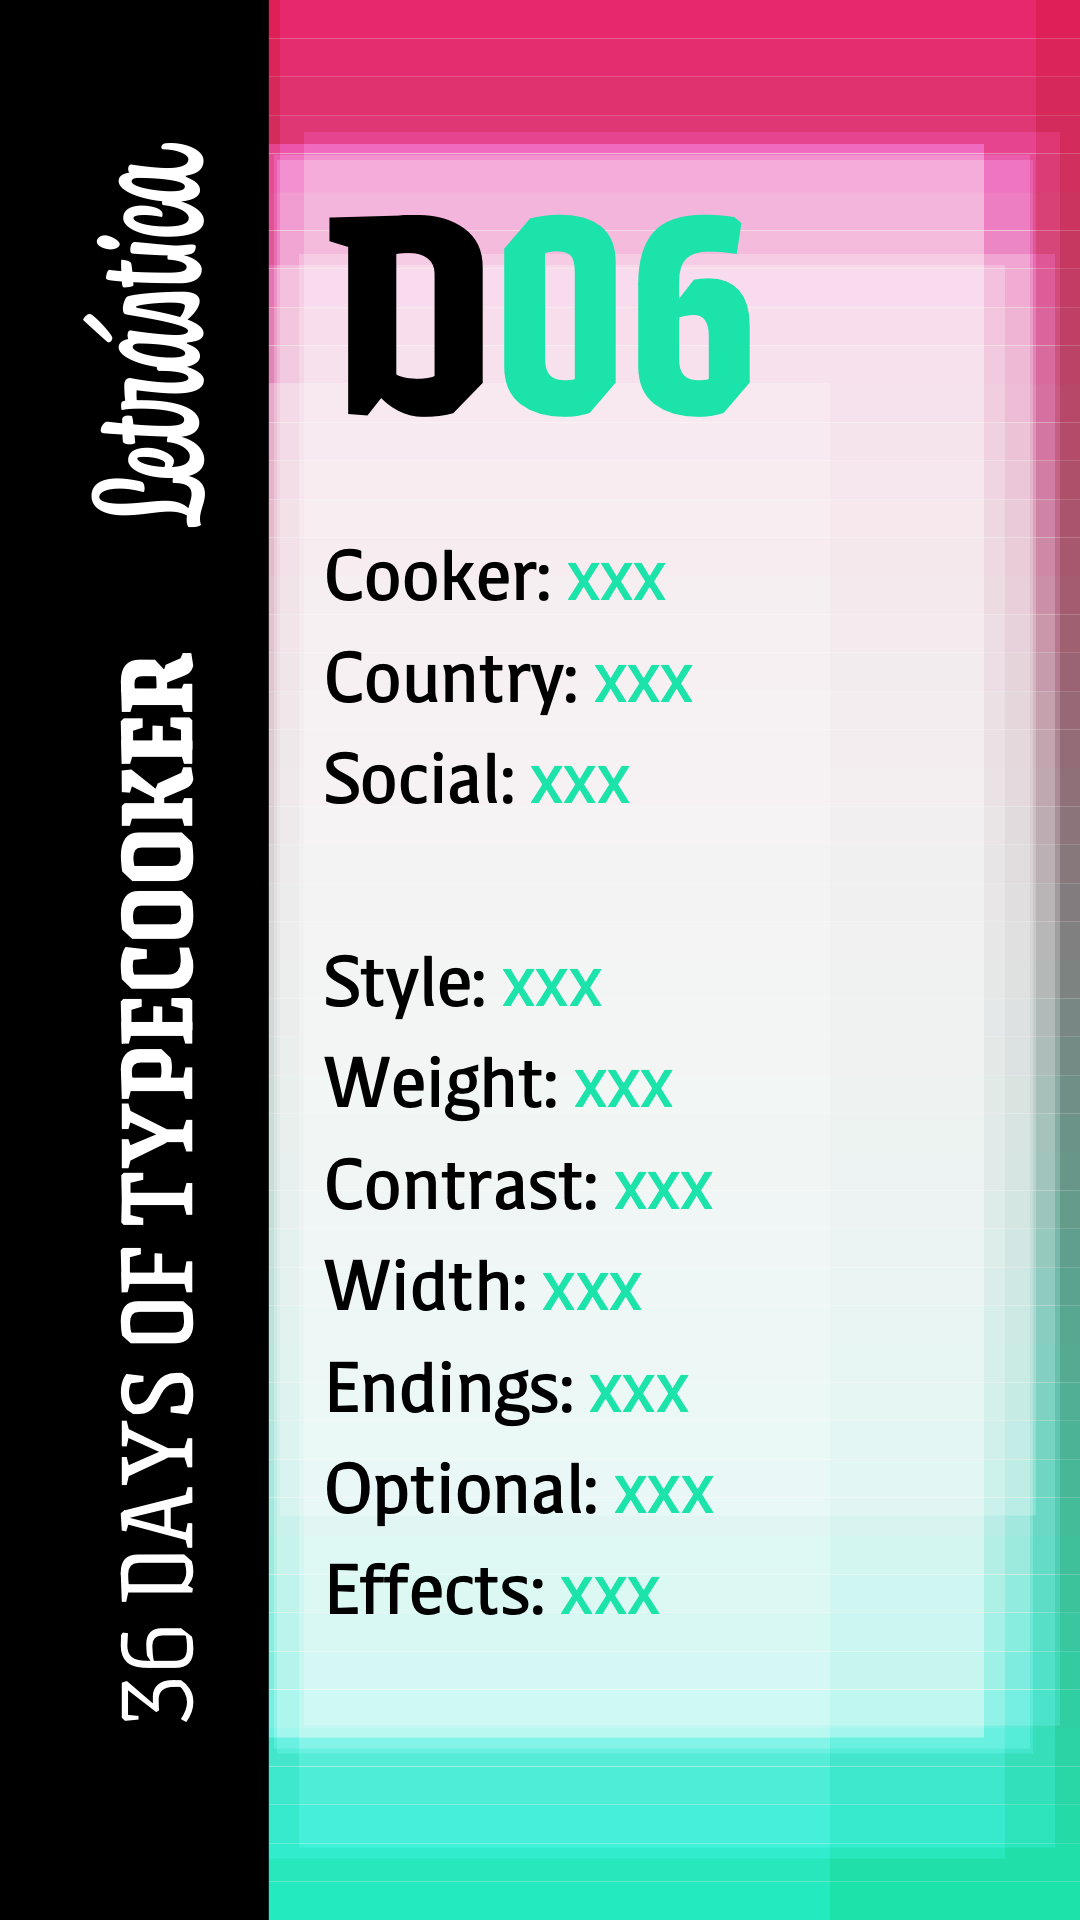 Letrástica
36 DAYS OF TYPECOOKER
D06
Cooker: xxx
Country: xxx
Social: xxx
Style: xxx
Weight: xxx
Contrast: xxx
Width: xxx
Endings: xxx
Optional: xxx
Effects: xxx